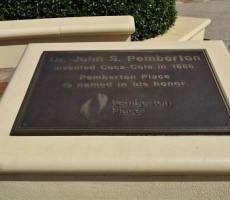 Dr. John S. Pemberton
invented Coca-Cola in 1886
Pemberton Place
is named in his honor.
Pemberton
Place